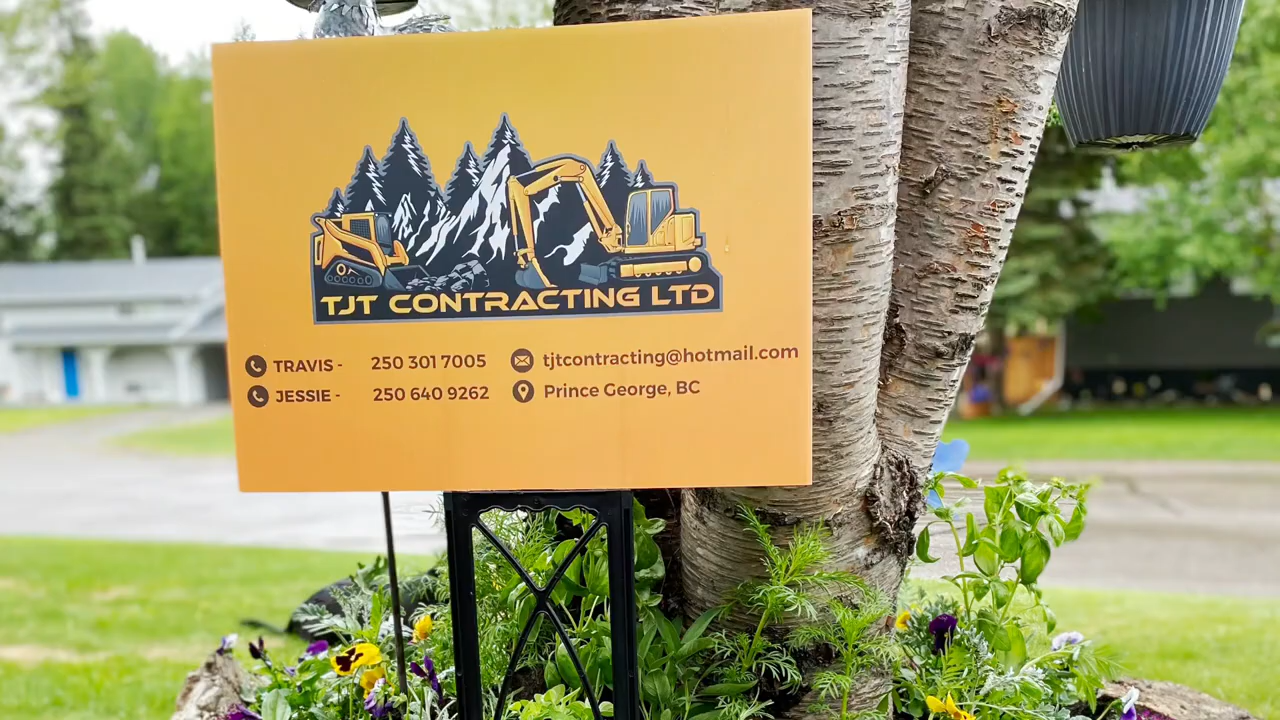 TJT CONTRACTING LTD
TRAVIS - 250 301 7005
JESSIE - 250 640 9262
tjtcontracting@hotmail.com
Prince George, BC